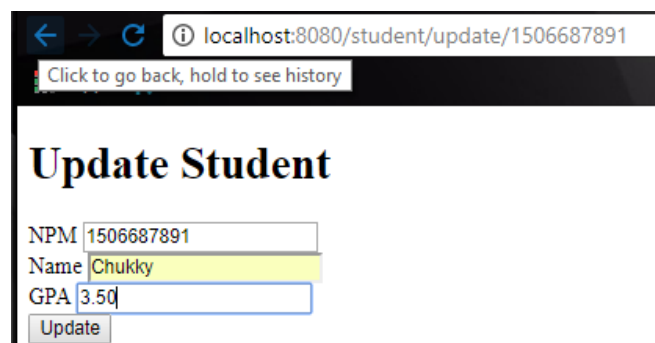 localhost:8080/student/update/1506687891
Click to go back, hold to see history
Update Student
NPM 1506687891
Name Chukky
GPA 3.50
Update